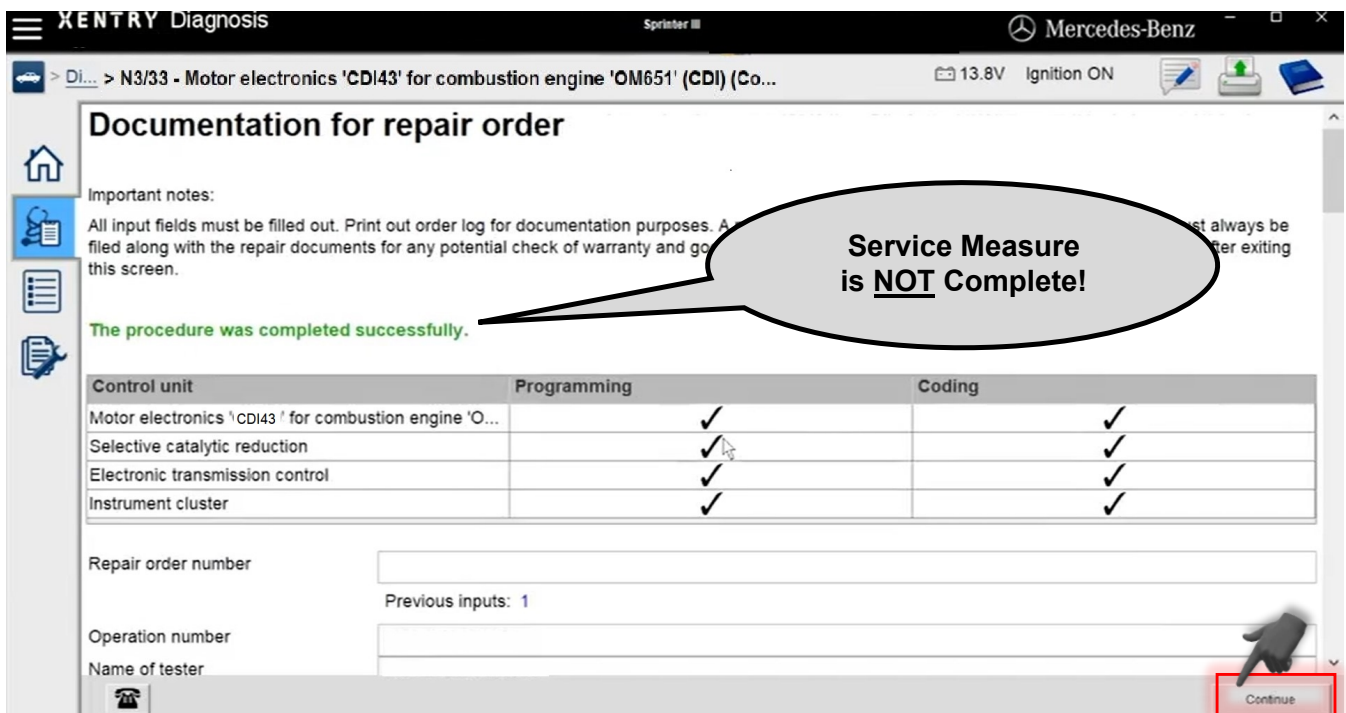 XENTRY Diagnosis
Sprinter III
Mercedes-Benz
> Di... > N3/33 - Motor electronics 'CDI43' for combustion engine 'OM651' (CDI) (Co...
13.8V Ignition ON
Documentation for repair order
Important notes:
All input fields must be filled out. Print out order log for documentation purposes. A st always be
filed along with the repair documents for any potential check of warranty and go ter exiting
this screen.
Service Measure
is NOT Complete!
The procedure was completed successfully.
Control unit Programming Coding
Motor electronics 'CDI43 ' for combustion engine 'O... ✓ ✓
Selective catalytic reduction ✓ ✓
Electronic transmission control ✓ ✓
Instrument cluster ✓ ✓
Repair order number
Previous inputs: 1
Operation number
Name of tester
Continue